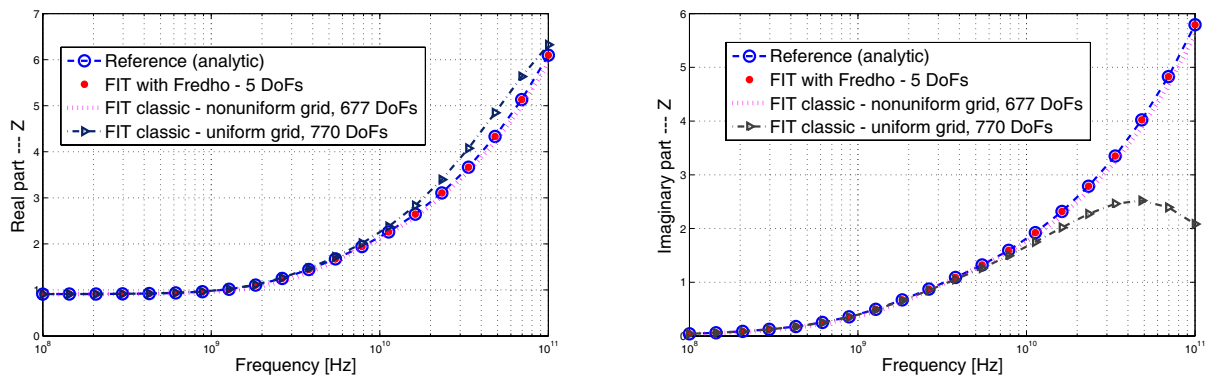 7
6
5
4
3
2
1
0
Real part --- Z
Reference (analytic)
FIT with Fredho - 5 DoFs
FIT classic - nonuniform grid, 677 DoFs
FIT classic - uniform grid, 770 DoFs
10^8
10^9
10^10
10^11
Frequency [Hz]
6
5
4
3
2
1
0
Imaginary part --- Z
Reference (analytic)
FIT with Fredho - 5 DoFs
FIT classic - nonuniform grid, 677 DoFs
FIT classic - uniform grid, 770 DoFs
10^8
10^9
10^10
10^11
Frequency [Hz]